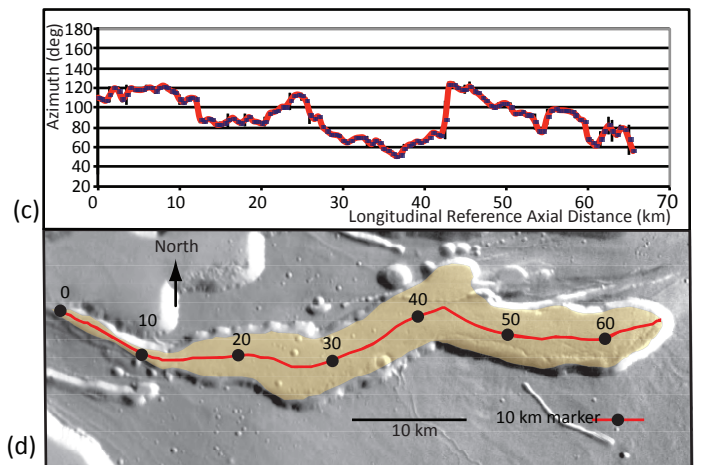 180
160
140
120
100
80
60
40
20
Azimuth (deg)
0 10 20 30 40 50 60 70
Longitudinal Reference Axial Distance (km)
(c)
North
0
10
20
30
40
50
60
10 km
10 km marker
(d)